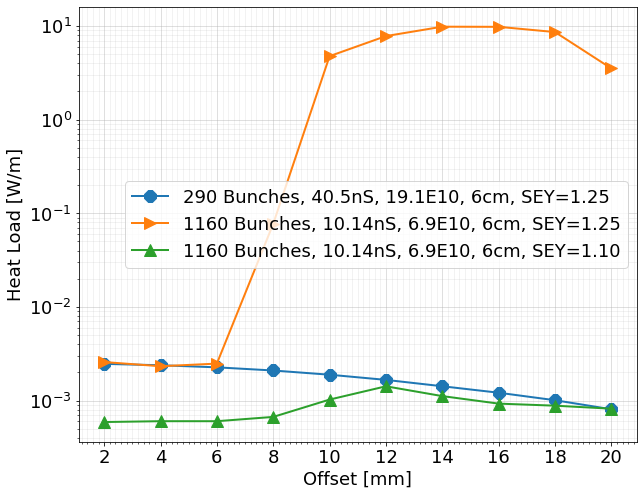 Heat Load [W/m]
10¹
10⁰
10⁻¹
10⁻²
10⁻³
290 Bunches, 40.5nS, 19.1E10, 6cm, SEY=1.25
1160 Bunches, 10.14nS, 6.9E10, 6cm, SEY=1.25
1160 Bunches, 10.14nS, 6.9E10, 6cm, SEY=1.10
2 4 6 8 10 12 14 16 18 20
Offset [mm]